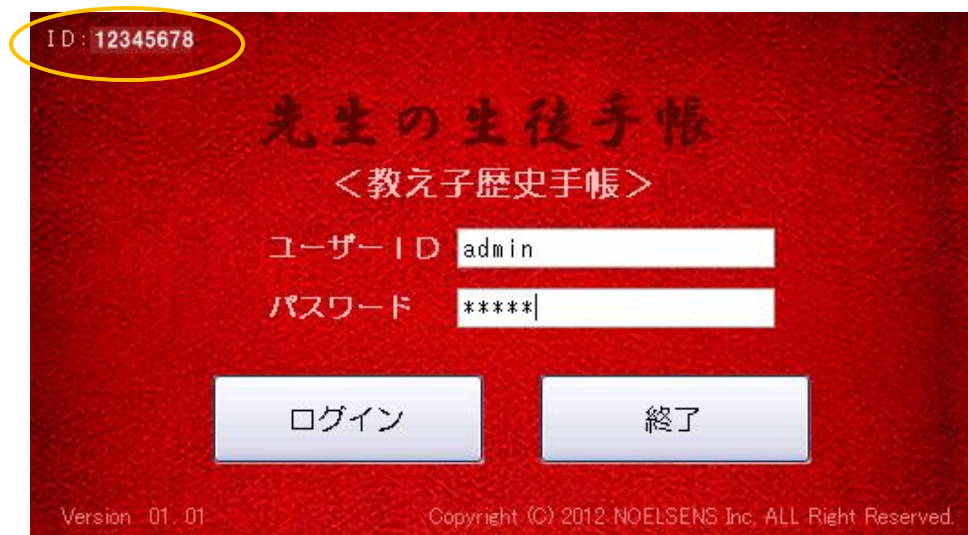 ID:12345678
先生の生徒手帳
＜教え子歴史手帳＞
ユーザーＩＤ admin
パスワード *****
ログイン 終了
Version 01.01 Copyright (C) 2012 NOELSENS Inc. ALL Right Reserved.